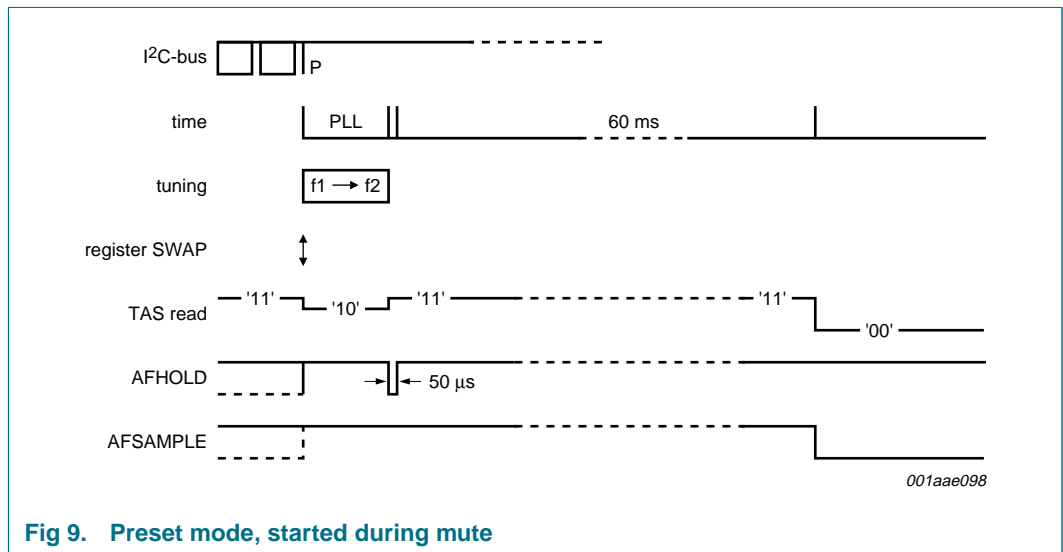 I²C-bus
P
time
PLL
60 ms
tuning
f1 → f2
register SWAP
TAS read
'11'
'10'
'11'
'11'
'00'
AFHOLD
50 μs
AFSAMPLE
001aae098
Fig 9. Preset mode, started during mute